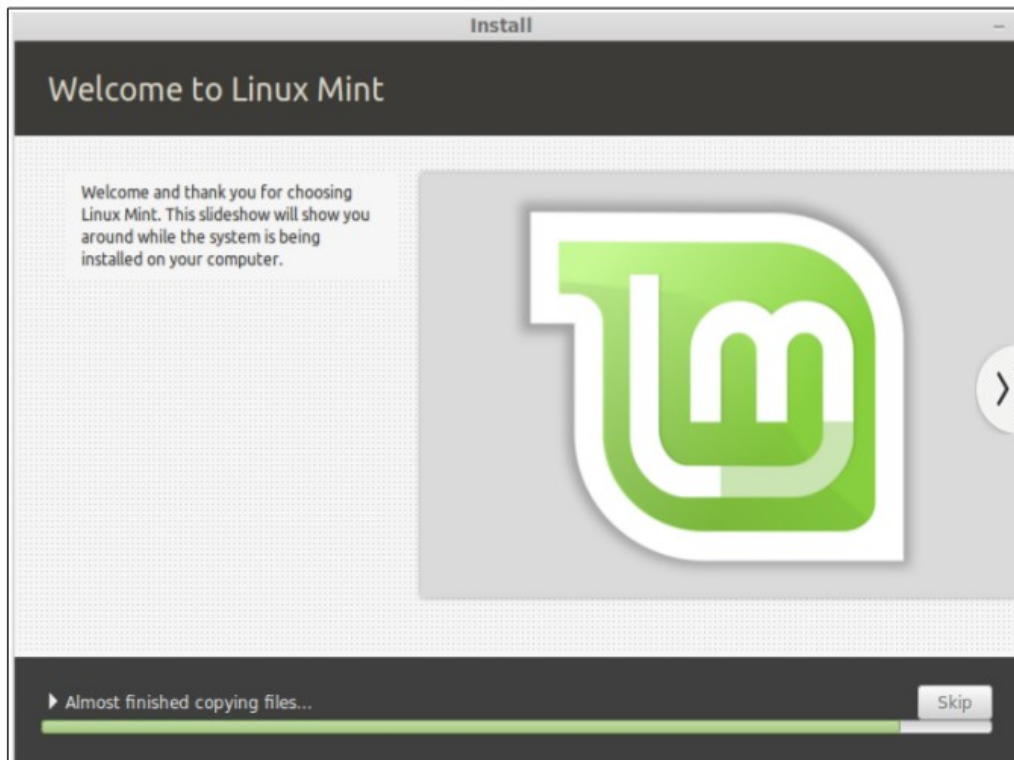 Install
Welcome to Linux Mint
Welcome and thank you for choosing
Linux Mint. This slideshow will show you
around while the system is being
installed on your computer.
lm
Almost finished copying files...
Skip